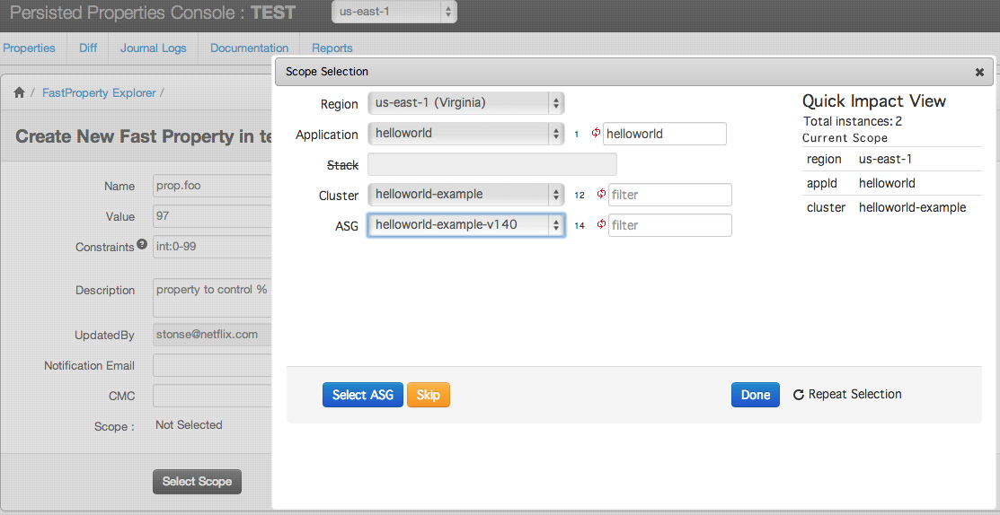 Persisted Properties Console : TEST us-east-1
Properties Diff Journal Logs Documentation Reports
/ FastProperty Explorer /
Create New Fast Property in te
Name prop.foo
Value 97
Constraints ? int:0-99
Description property to control %
UpdatedBy stonse@netflix.com
Notification Email
CMC
Scope : Not Selected
Select Scope
Scope Selection
Region us-east-1 (Virginia)
Application helloworld 1 helloworld
Stack
Cluster helloworld-example 12 filter
ASG helloworld-example-v140 14 filter
Quick Impact View
Total instances: 2
Current Scope
region us-east-1
appId helloworld
cluster helloworld-example
Select ASG Skip Done Repeat Selection